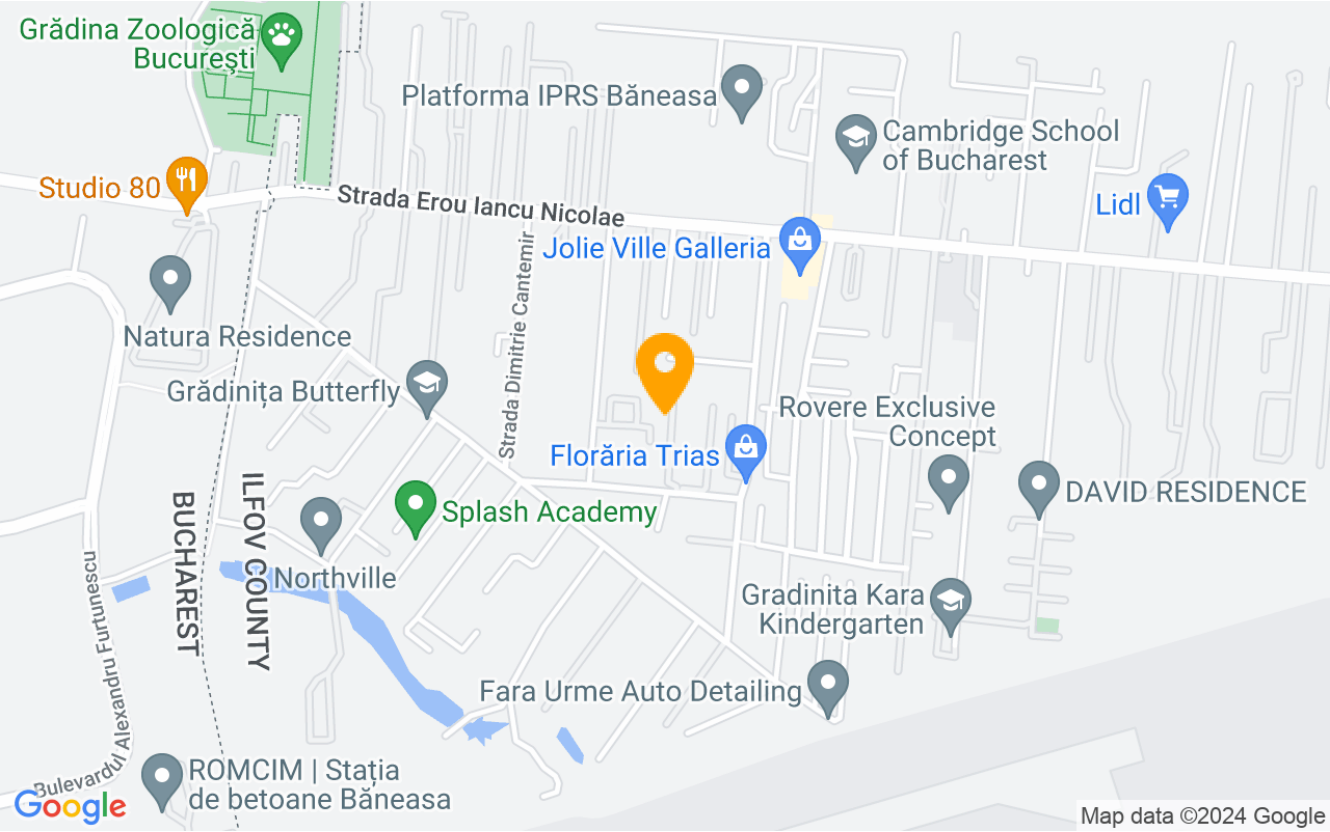 Grădina Zoologică
București
Platforma IPRS Băneasa
Cambridge School
of Bucharest
Studio 80
Strada Erou Iancu Nicolae
Lidl
Jolie Ville Galleria
Strada Dimitrie Cantemir
Natura Residence
Grădinița Butterfly
Rovere Exclusive
Concept
Florăria Trias
DAVID RESIDENCE
Splash Academy
BUCHAREST
ILFOV COUNTY
Northville
Gradinita Kara
Kindergarten
Bulevardul Alexandru Furtunescu
Fara Urme Auto Detailing
ROMCIM | Stația
de betoane Băneasa
Google
Map data ©2024 Google